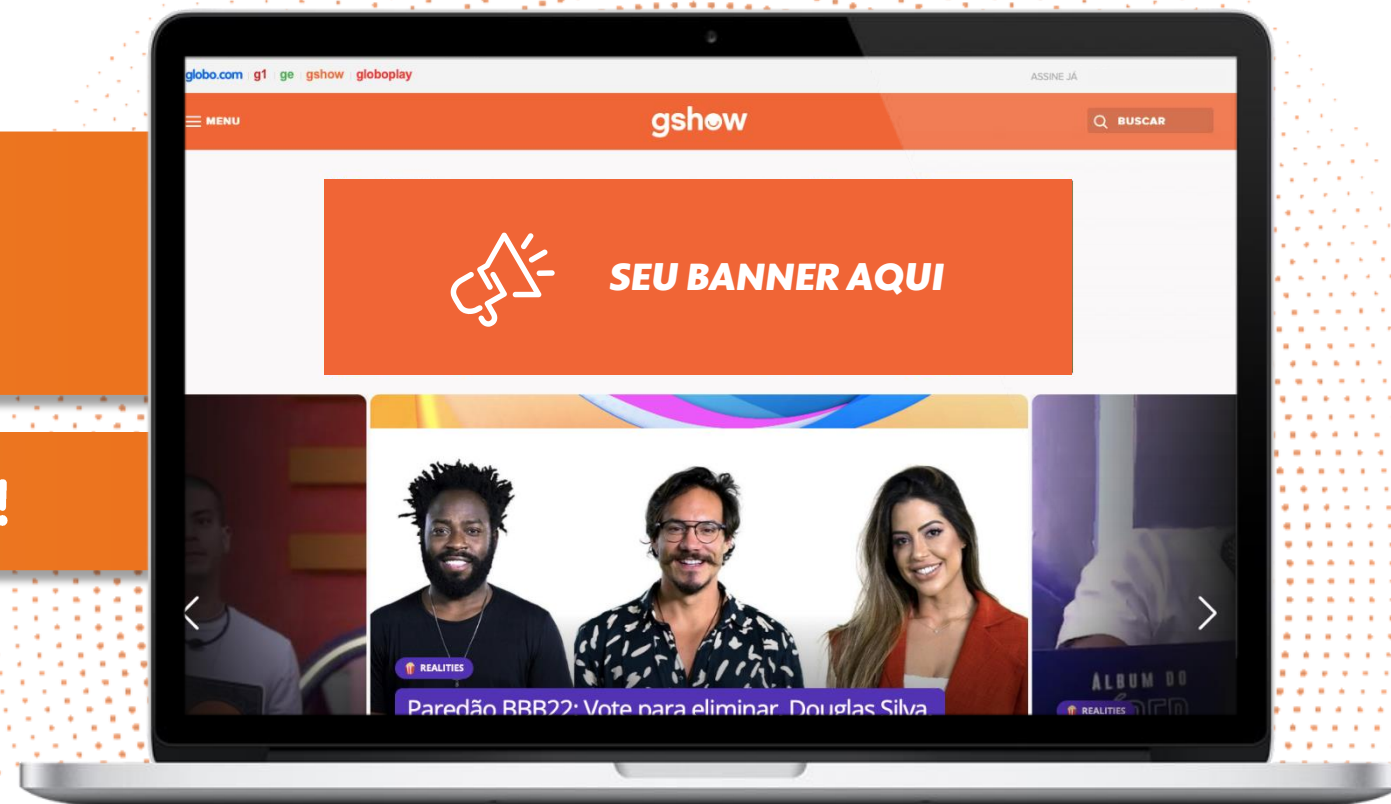 globo.com g1 ge gshow globoplay
ASSINE JÁ
MENU
gshow
BUSCAR
SEU BANNER AQUI
!
REALITIES
Paredão BBB22: Vote para eliminar, Douglas Silva,
ÁLBUM DO
REALITIES